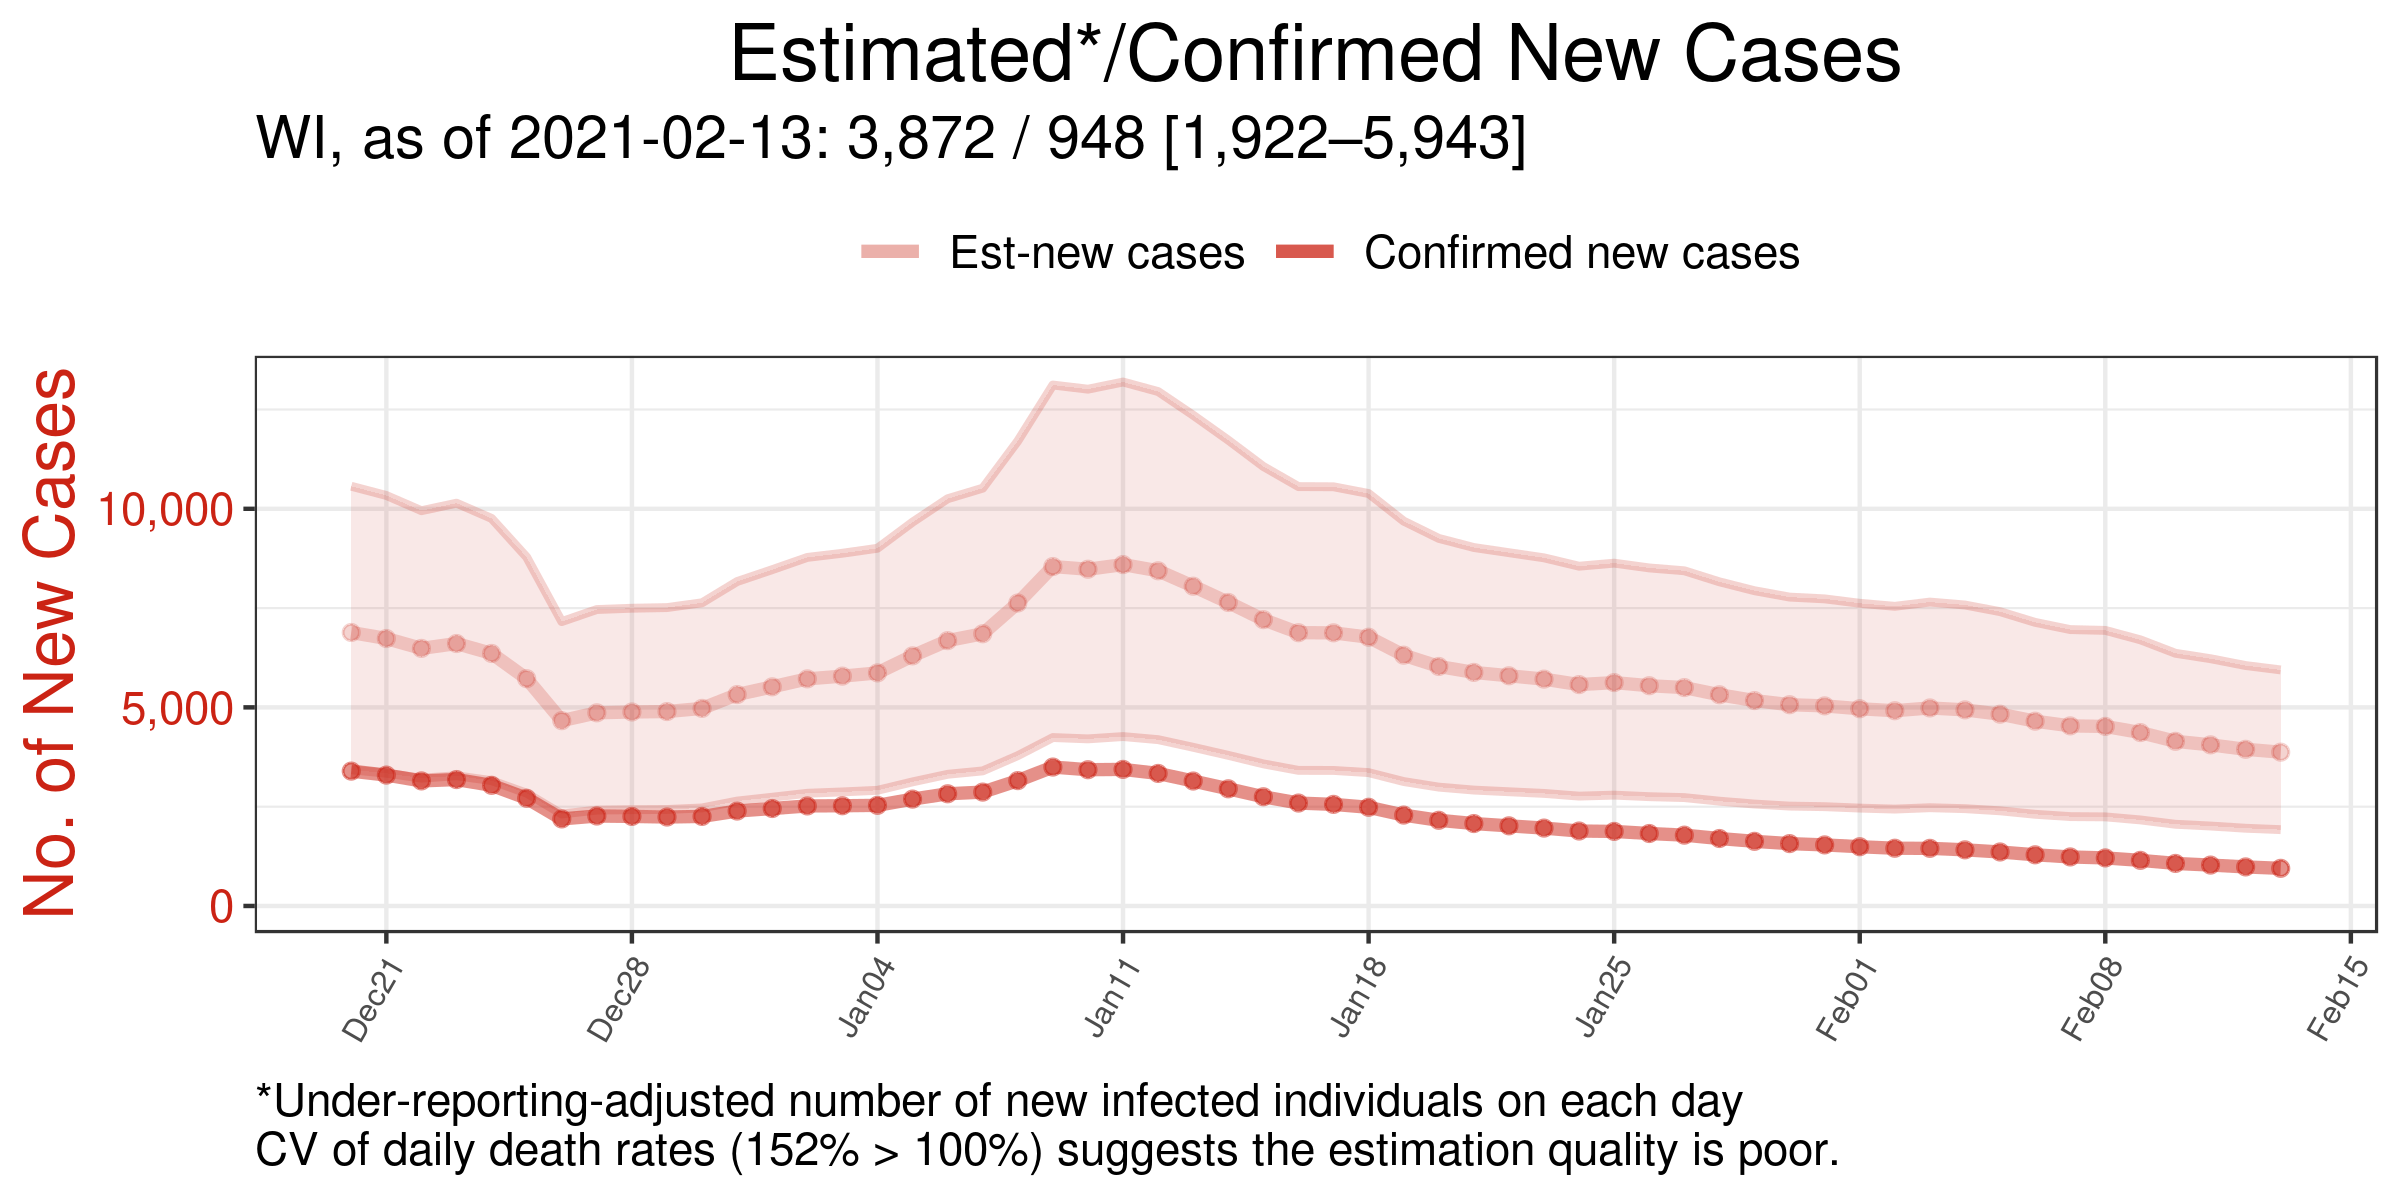 Estimated*/Confirmed New Cases
WI, as of 2021-02-13: 3,872 / 948 [1,922–5,943]
Est-new cases
Confirmed new cases
No. of New Cases
10,000
5,000
0
Dec21
Dec28
Jan04
Jan11
Jan18
Jan25
Feb01
Feb08
Feb15
*Under-reporting-adjusted number of new infected individuals on each day
CV of daily death rates (152% > 100%) suggests the estimation quality is poor.